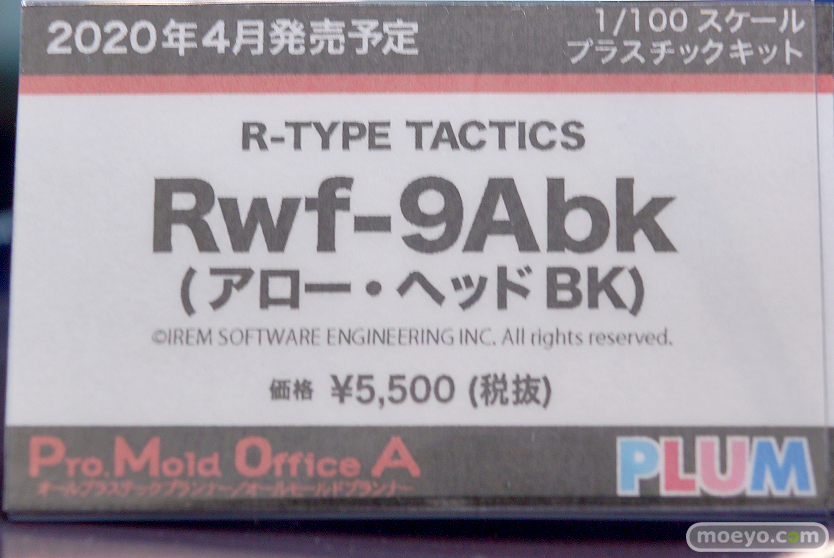 2020年4月発売予定
1/100 スケール
プラスチックキット
R-TYPE TACTICS
Rwf-9Abk
(アロー・ヘッドBK)
©IREM SOFTWARE ENGINEERING INC. All rights reserved.
価格 ¥5,500 (税抜)
Pro.Mold Office A
オールプラスチックプランナー/オールモールドプランナー
PLUM
moeyo.com